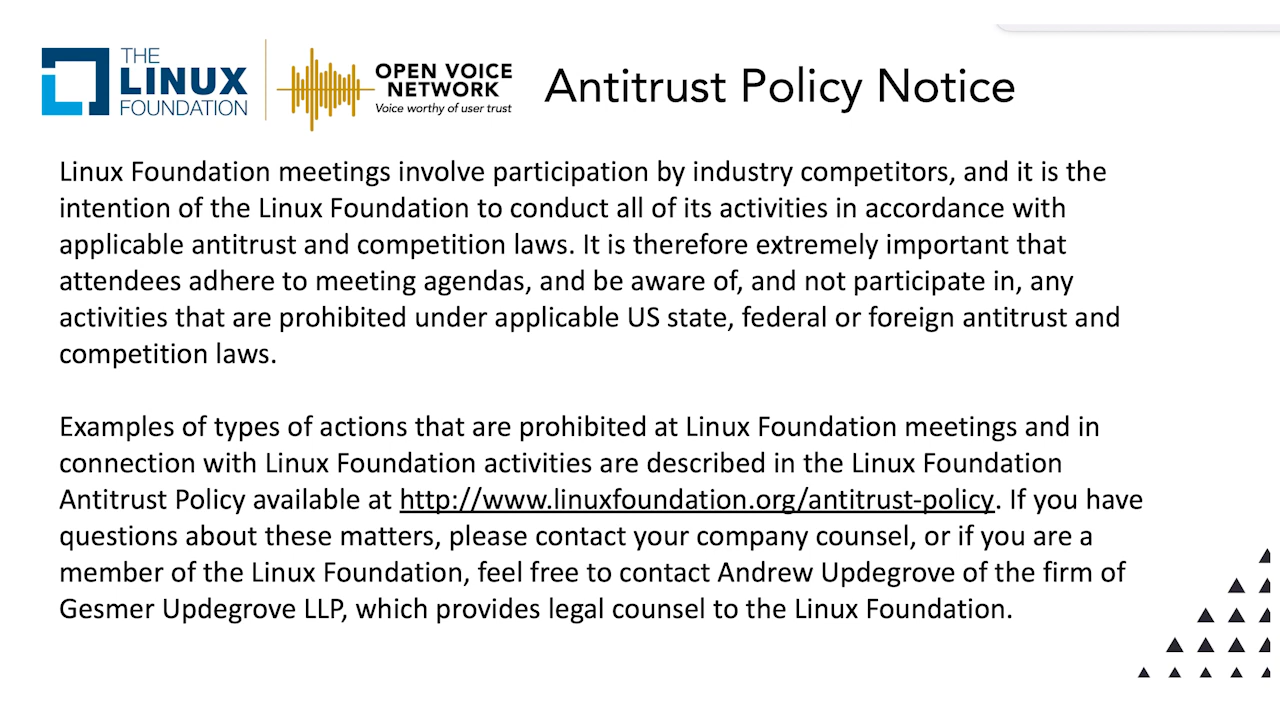 THE
LINUX
FOUNDATION
OPEN VOICE
NETWORK
Voice worthy of user trust
Antitrust Policy Notice
Linux Foundation meetings involve participation by industry competitors, and it is the
intention of the Linux Foundation to conduct all of its activities in accordance with
applicable antitrust and competition laws. It is therefore extremely important that
attendees adhere to meeting agendas, and be aware of, and not participate in, any
activities that are prohibited under applicable US state, federal or foreign antitrust and
competition laws.
Examples of types of actions that are prohibited at Linux Foundation meetings and in
connection with Linux Foundation activities are described in the Linux Foundation
Antitrust Policy available at http://www.linuxfoundation.org/antitrust-policy. If you have
questions about these matters, please contact your company counsel, or if you are a
member of the Linux Foundation, feel free to contact Andrew Updegrove of the firm of
Gesmer Updegrove LLP, which provides legal counsel to the Linux Foundation.